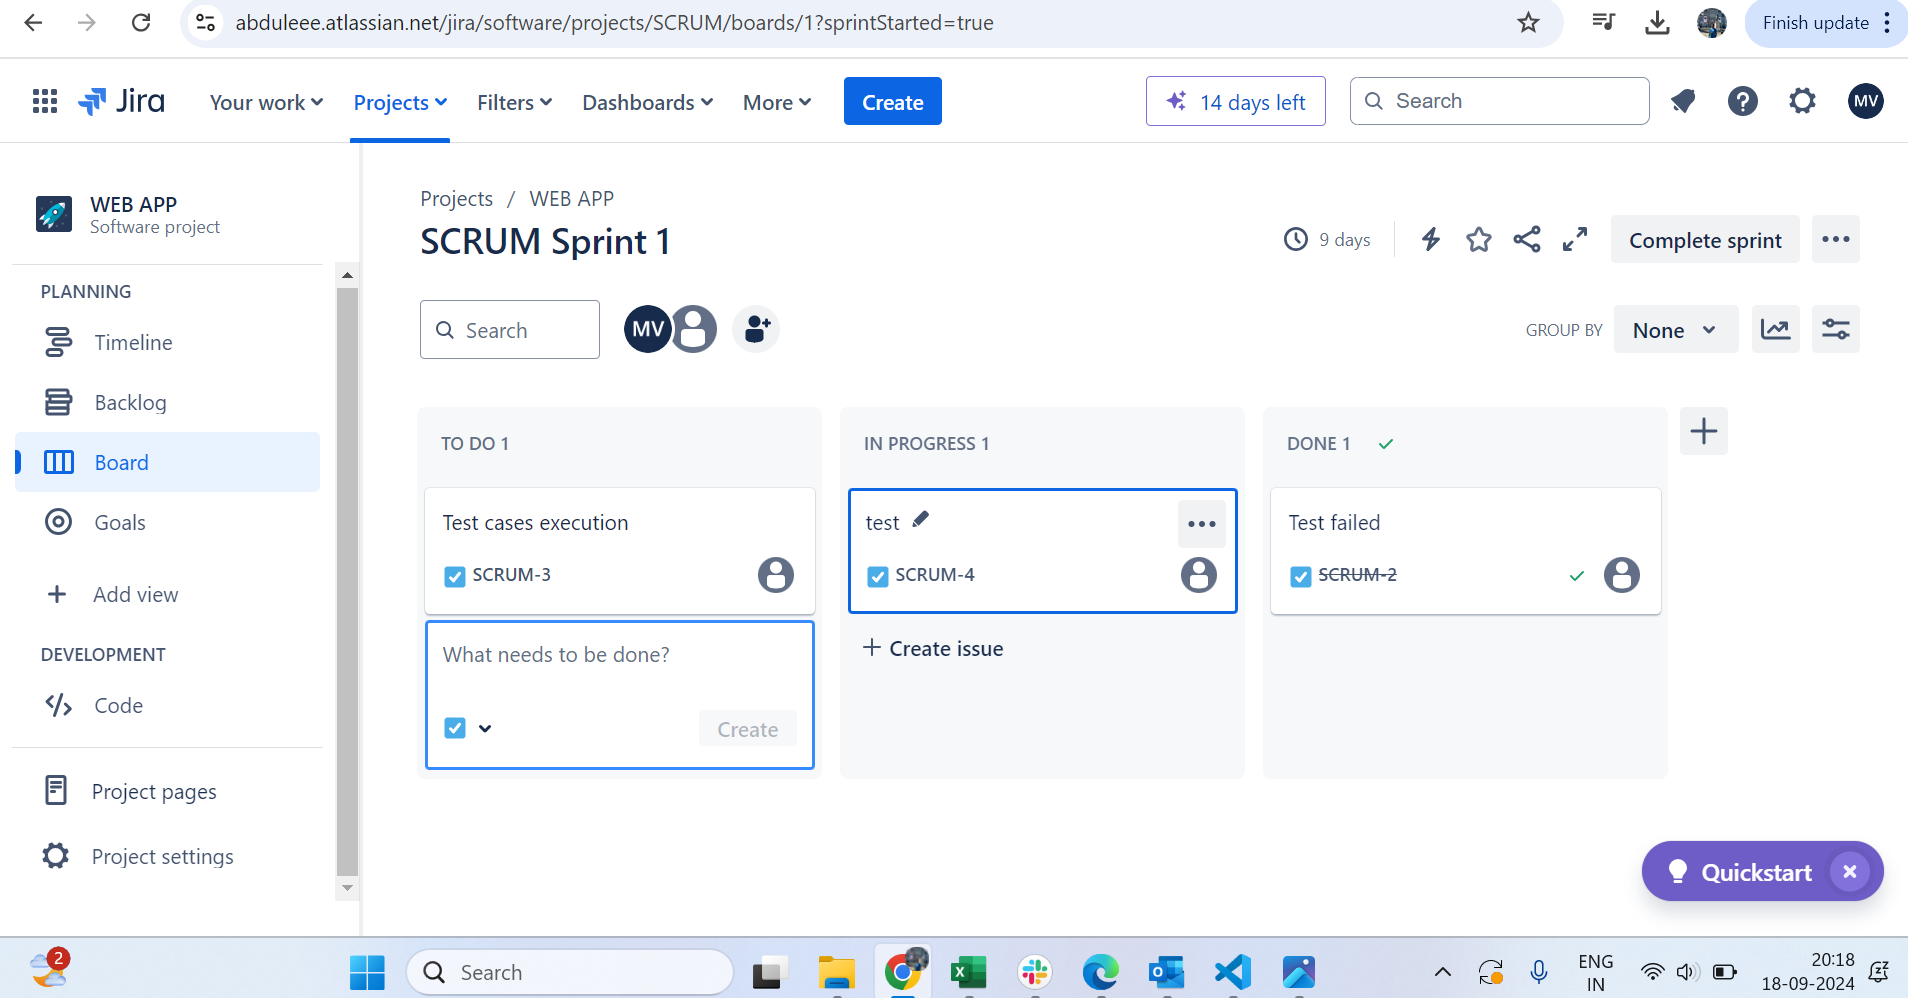 abduleee.atlassian.net/jira/software/projects/SCRUM/boards/1?sprintStarted=true
Finish update
Jira
Your work
Projects
Filters
Dashboards
More
Create
14 days left
Search
MV
WEB APP
Software project
PLANNING
Timeline
Backlog
Board
Goals
Add view
DEVELOPMENT
Code
Project pages
Project settings
Projects / WEB APP
SCRUM Sprint 1
9 days
Complete sprint
Search
MV
GROUP BY
None
TO DO 1
Test cases execution
SCRUM-3
What needs to be done?
Create
IN PROGRESS 1
test
SCRUM-4
+ Create issue
DONE 1
Test failed
SCRUM-2
Quickstart
2
Search
ENG
IN
20:18
18-09-2024